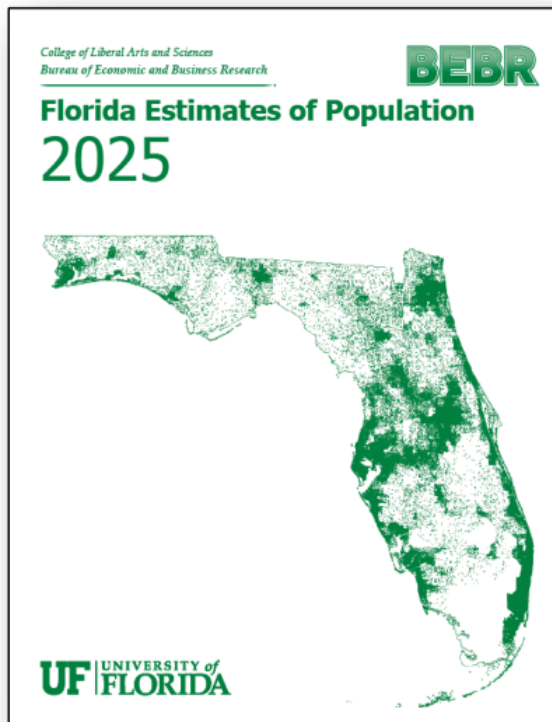 College of Liberal Arts and Sciences
Bureau of Economic and Business Research
BEBR
Florida Estimates of Population
2025
UF UNIVERSITY of
FLORIDA